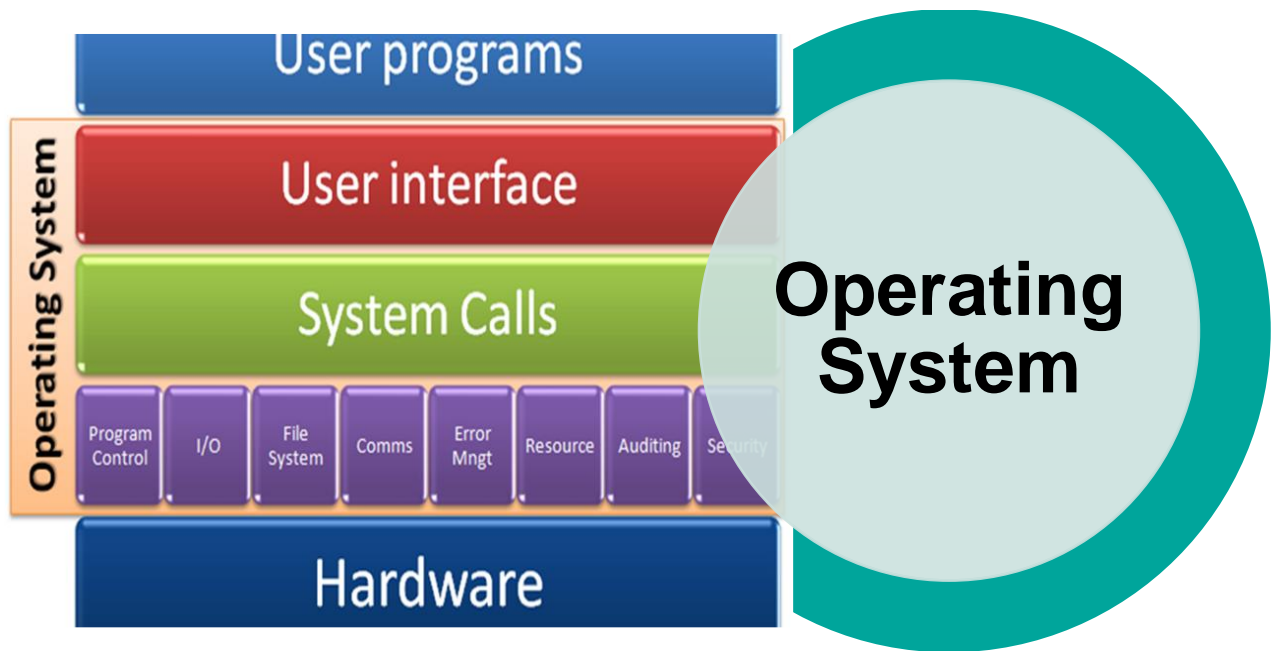 User programs
Operating System
User interface
System Calls
Program
Control
I/O
File
System
Comms
Error
Mngt
Resource
Auditing
Security
Hardware
Operating
System